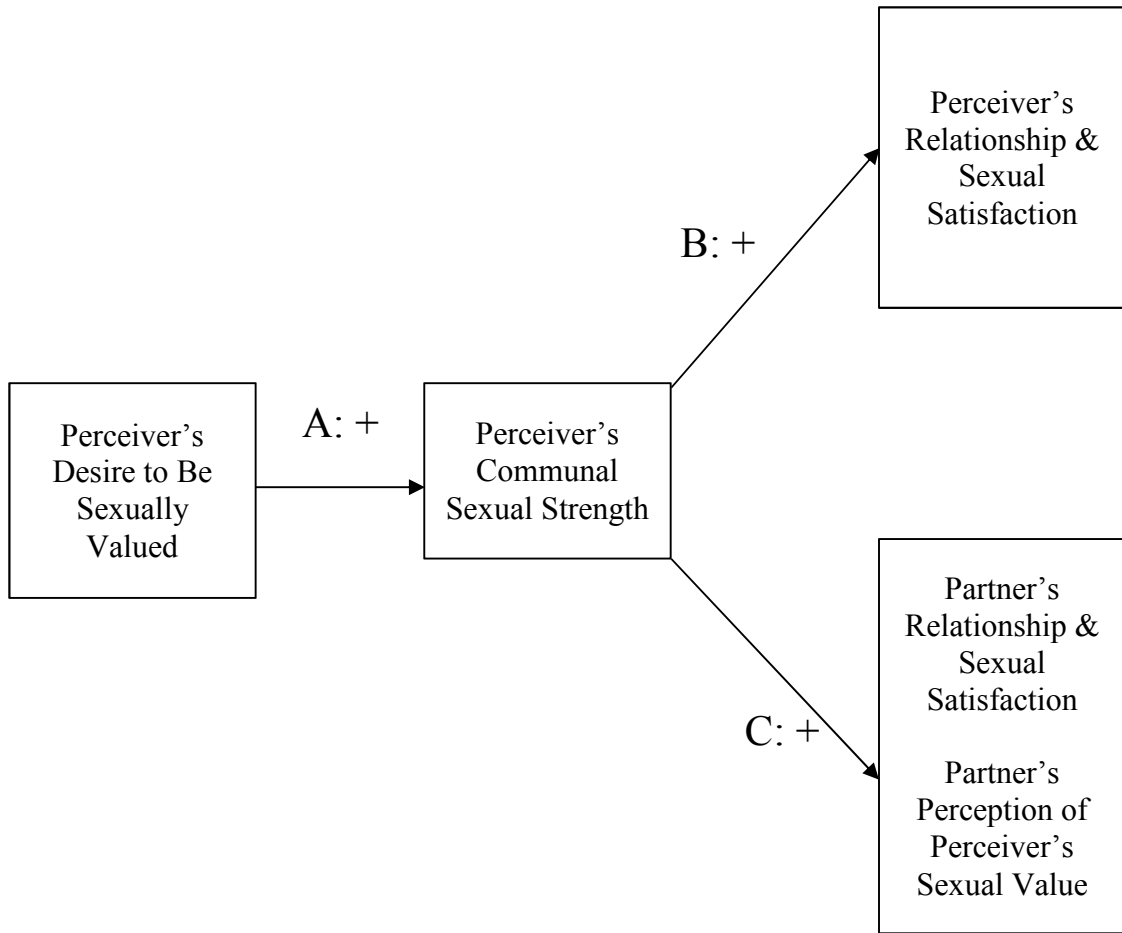 Perceiver’s
Relationship &
Sexual
Satisfaction
B: +
Perceiver’s
Desire to Be
Sexually
Valued
A: +
Perceiver’s
Communal
Sexual Strength
C: +
Partner’s
Relationship &
Sexual
Satisfaction
Partner’s
Perception of
Perceiver’s
Sexual Value